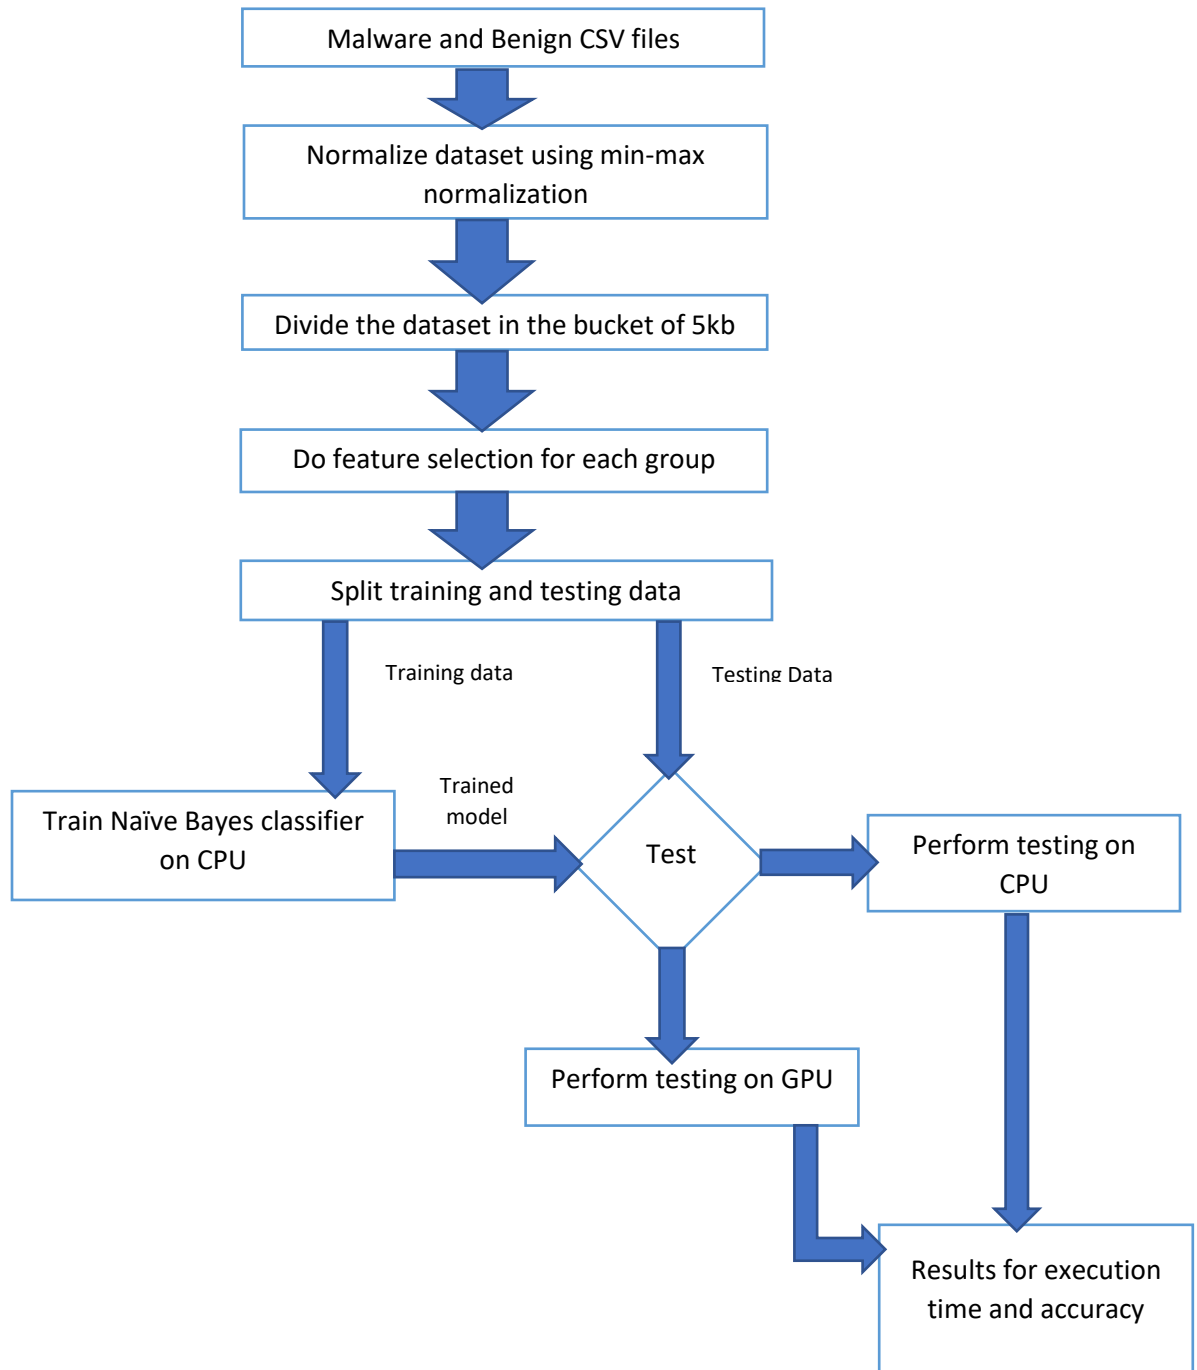 Malware and Benign CSV files
Normalize dataset using min-max
normalization
Divide the dataset in the bucket of 5kb
Do feature selection for each group
Split training and testing data
Training data
Testing Data
Train Naïve Bayes classifier
on CPU
Trained
model
Test
Perform testing on
CPU
Perform testing on GPU
Results for execution
time and accuracy